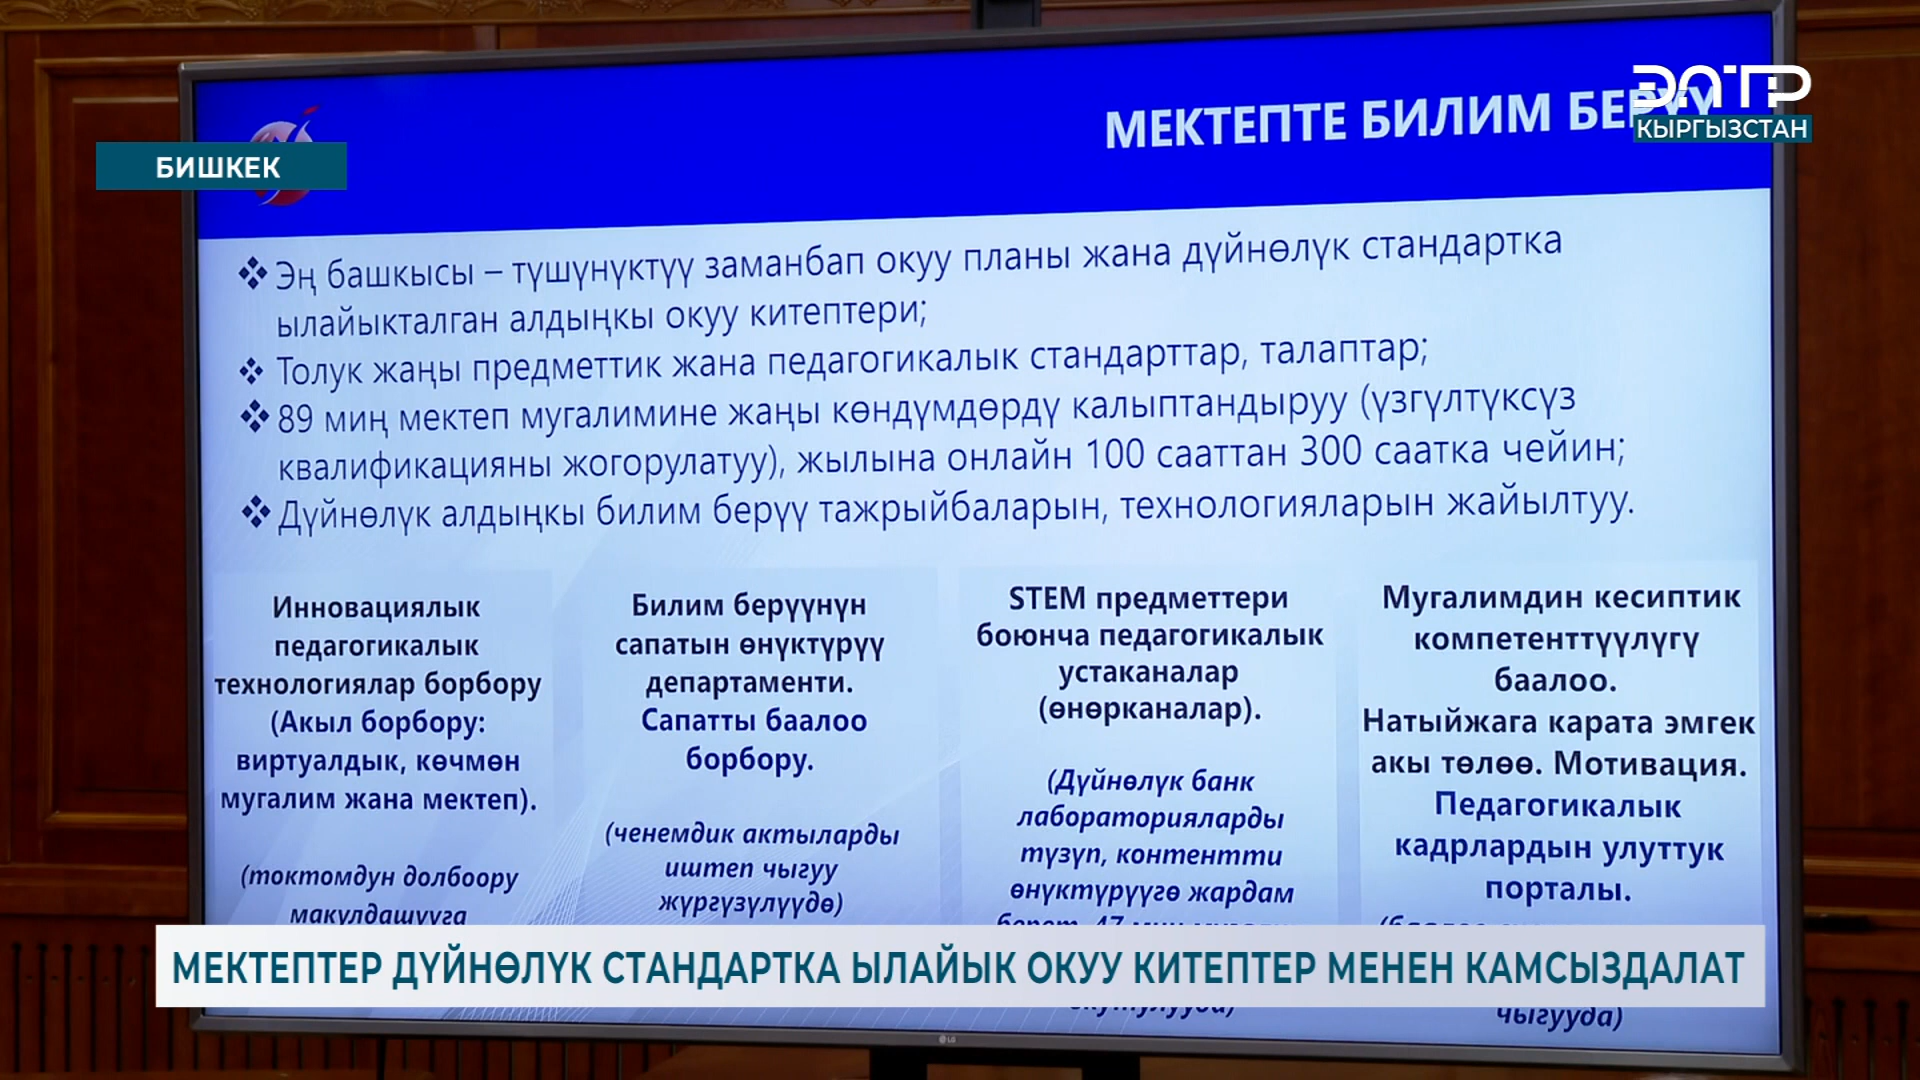 ЭЛТР
КЫРГЫЗСТАН
БИШКЕК
МЕКТЕПТЕ БИЛИМ БЕРҮҮ
❖ Эң башкысы – түшүнүктүү заманбап окуу планы жана дүйнөлүк стандартка
ылайыкталган алдыңкы окуу китептери;
❖ Толук жаңы предметтик жана педагогикалык стандарттар, талаптар;
❖ 89 миң мектеп мугалимине жаңы көндүмдөрдү калыптандыруу (үзгүлтүксүз
квалификацияны жогорулатуу), жылына онлайн 100 сааттан 300 саатка чейин;
❖ Дүйнөлүк алдыңкы билим берүү тажрыйбаларын, технологияларын жайылтуу.
Инновациялык
педагогикалык
технологиялар борбору
(Акыл борбору:
виртуалдык, көчмөн
мугалим жана мектеп).
(токтомдун долбоору
макулдашууга
Билим берүүнүн
сапатын өнүктүрүү
департаменти.
Сапатты баалоо
борбору.
(ченемдик актыларды
иштеп чыгуу
жүргүзүлүүдө)
STEM предметтери
боюнча педагогикалык
устаканалар
(өнөрканалар).
(Дүйнөлүк банк
лабораторияларды
түзүп, контентти
өнүктүрүүгө жардам
Мугалимдин кесиптик
компетенттүүлүгү
баалоо.
Натыйжага карата эмгек
акы төлөө. Мотивация.
Педагогикалык
кадрлардын улуттук
порталы.
чыгууда)
МЕКТЕПТЕР ДҮЙНӨЛҮК СТАНДАРТКА ЫЛАЙЫК ОКУУ КИТЕПТЕР МЕНЕН КАМСЫЗДАЛАТ
LG